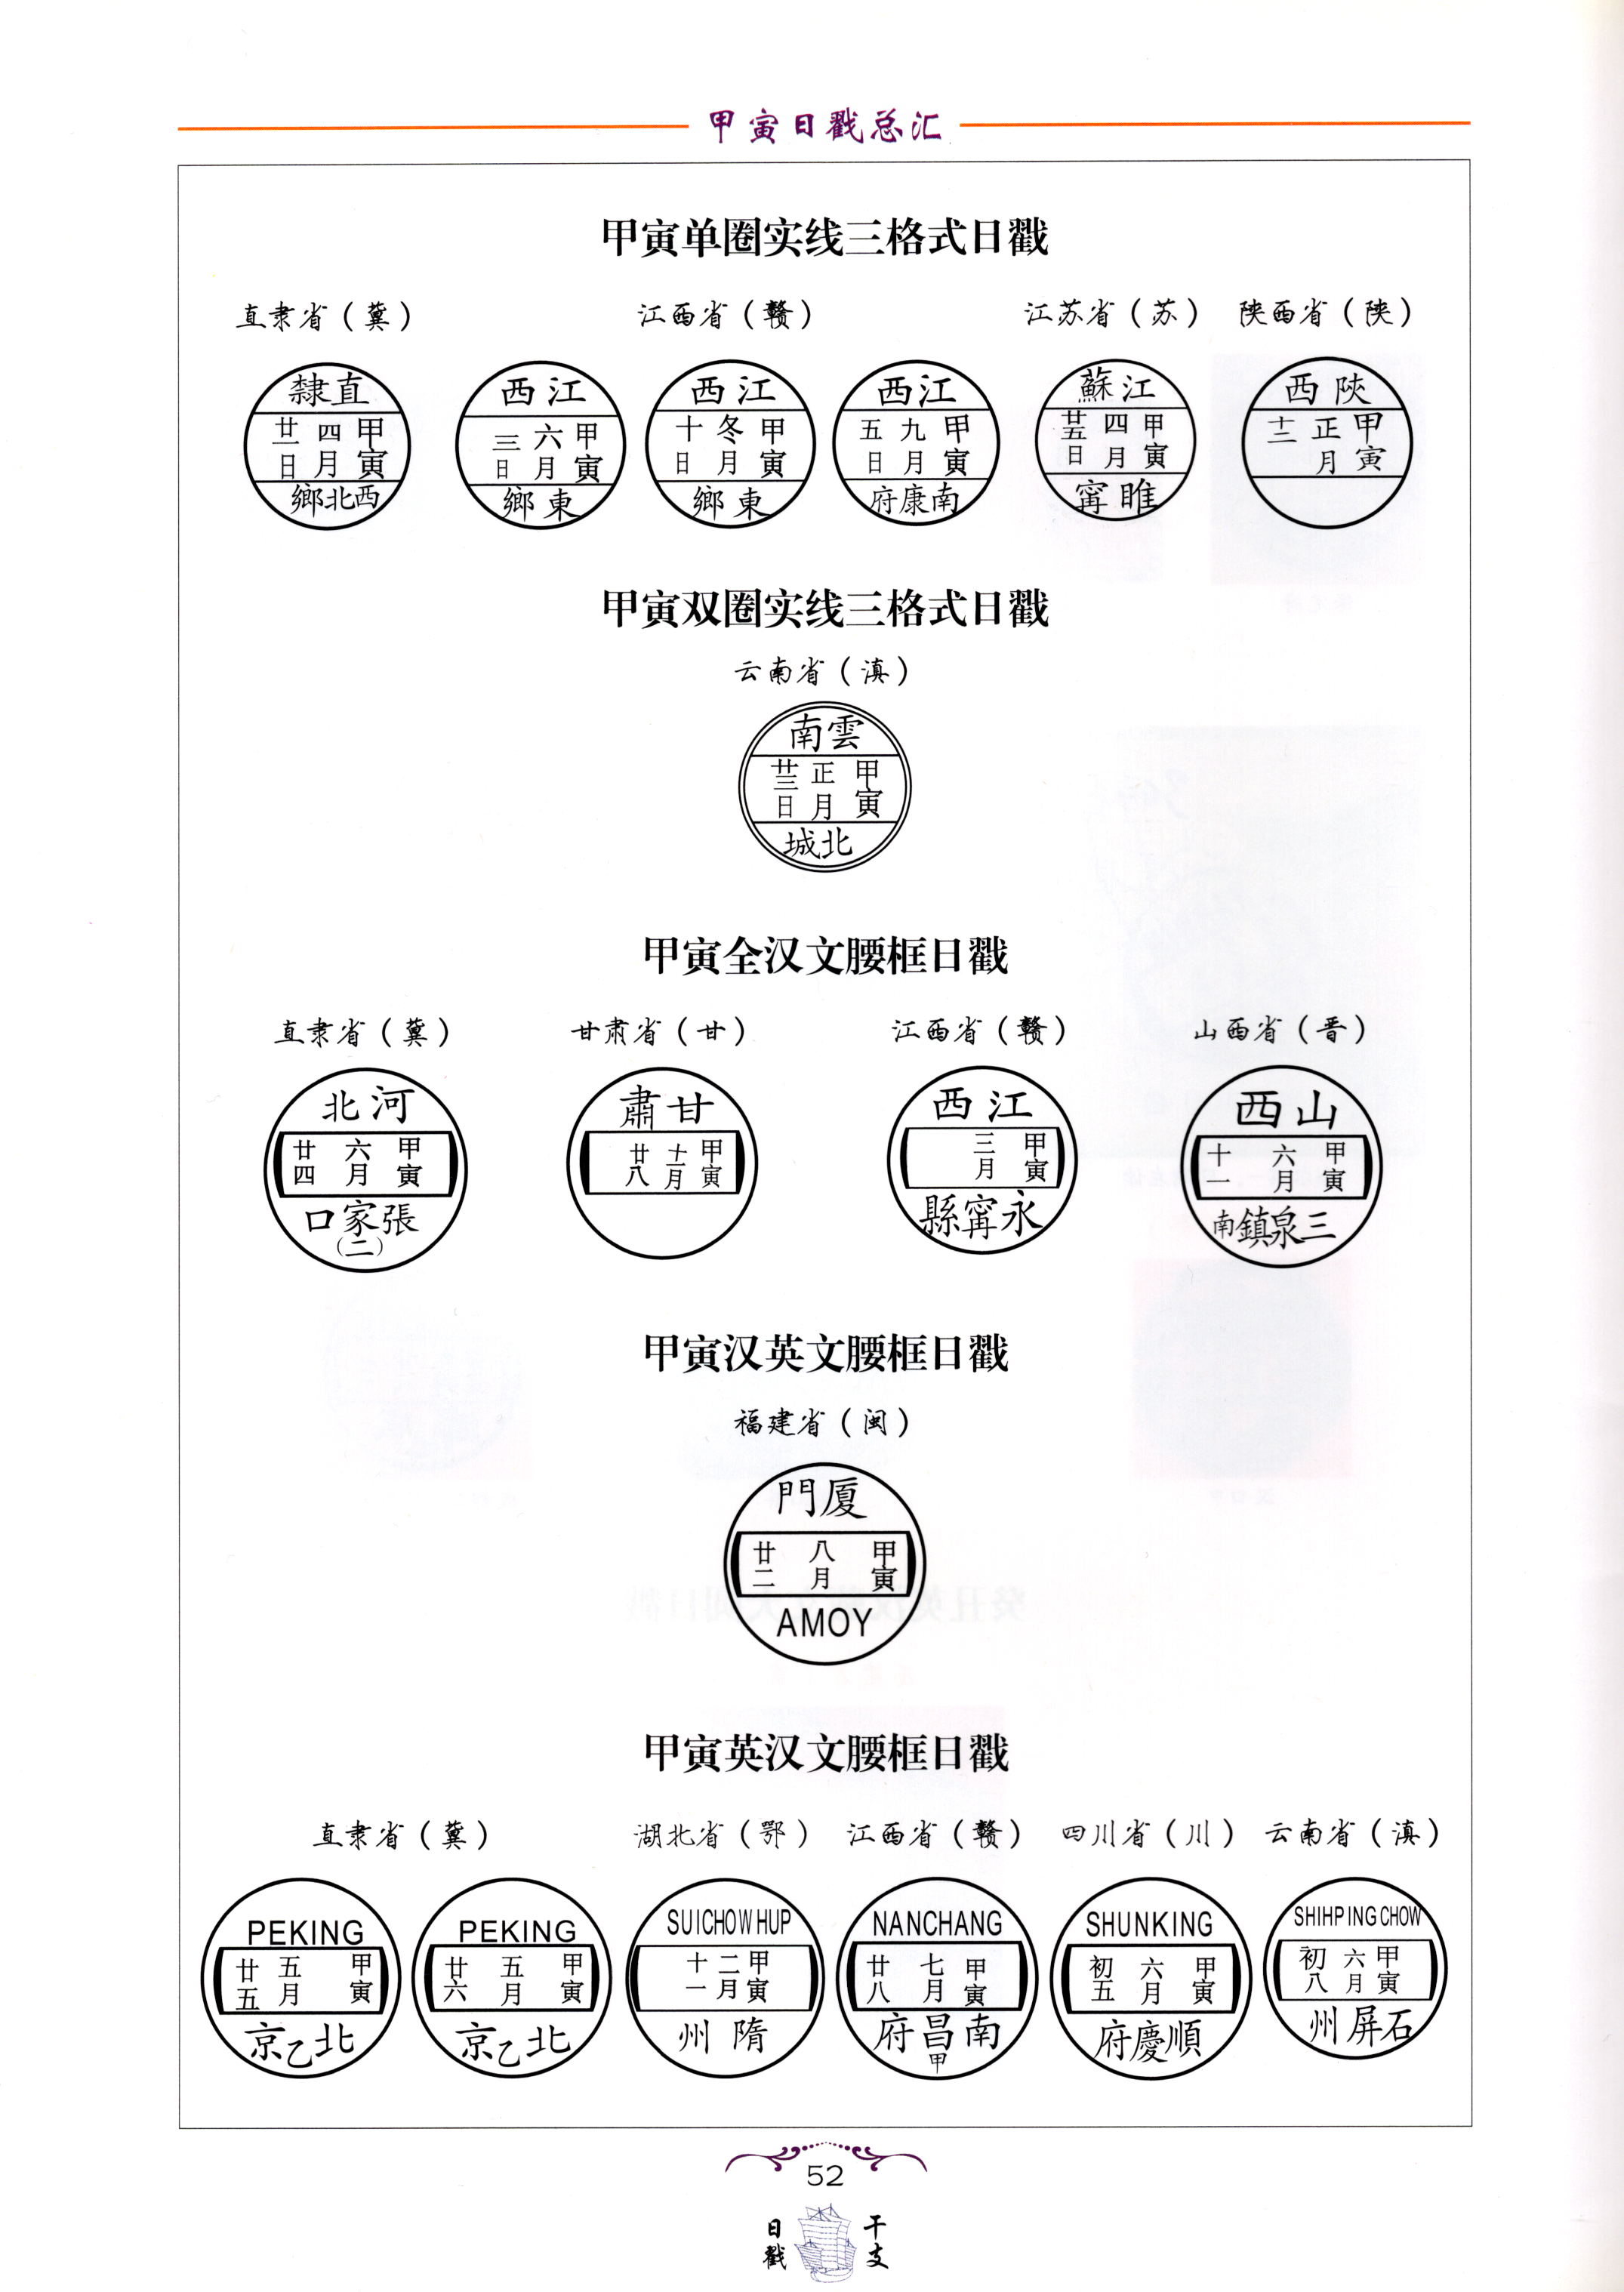 甲寅日戳总汇
甲寅单圈实线三格式日戳
直隶省（冀）
江西省（赣）
江苏省（苏）
陕西省（陕）
直隸
甲寅 四月 廿一日
西北鄉
江西
甲寅 六月 三日
東鄉
江西
甲寅 冬月 十日
東鄉
江西
甲寅 九月 五日
南康府
江蘇
甲寅 四月 廿五日
睢寗
陝西
甲寅 正月 十二
甲寅双圈实线三格式日戳
云南省（滇）
雲南
甲寅 正月 廿三日
北城
甲寅全汉文腰框日戳
直隶省（冀）
甘肃省（甘）
江西省（赣）
山西省（晋）
河北
甲寅 六月 廿四
張家口
（二）
甘肅
甲寅 十一月 廿八
江西
甲寅 三月
永寗縣
山西
甲寅 六月 十一
三泉鎮南
甲寅汉英文腰框日戳
福建省（闽）
厦門
甲寅 八月 廿二
AMOY
甲寅英汉文腰框日戳
直隶省（冀）
湖北省（鄂）
江西省（赣）
四川省（川）
云南省（滇）
PEKING
甲寅 五月 廿五
北乙京
PEKING
甲寅 五月 廿六
北乙京
SUICHOW HUP
甲寅 二月 十一
隋州
NANCHANG
甲寅 七月 廿八
南昌府
甲
SHUNKING
甲寅 六月 初五
順慶府
SHIHPING CHOW
甲寅 六月 初八
石屏州
52
干支
日戳